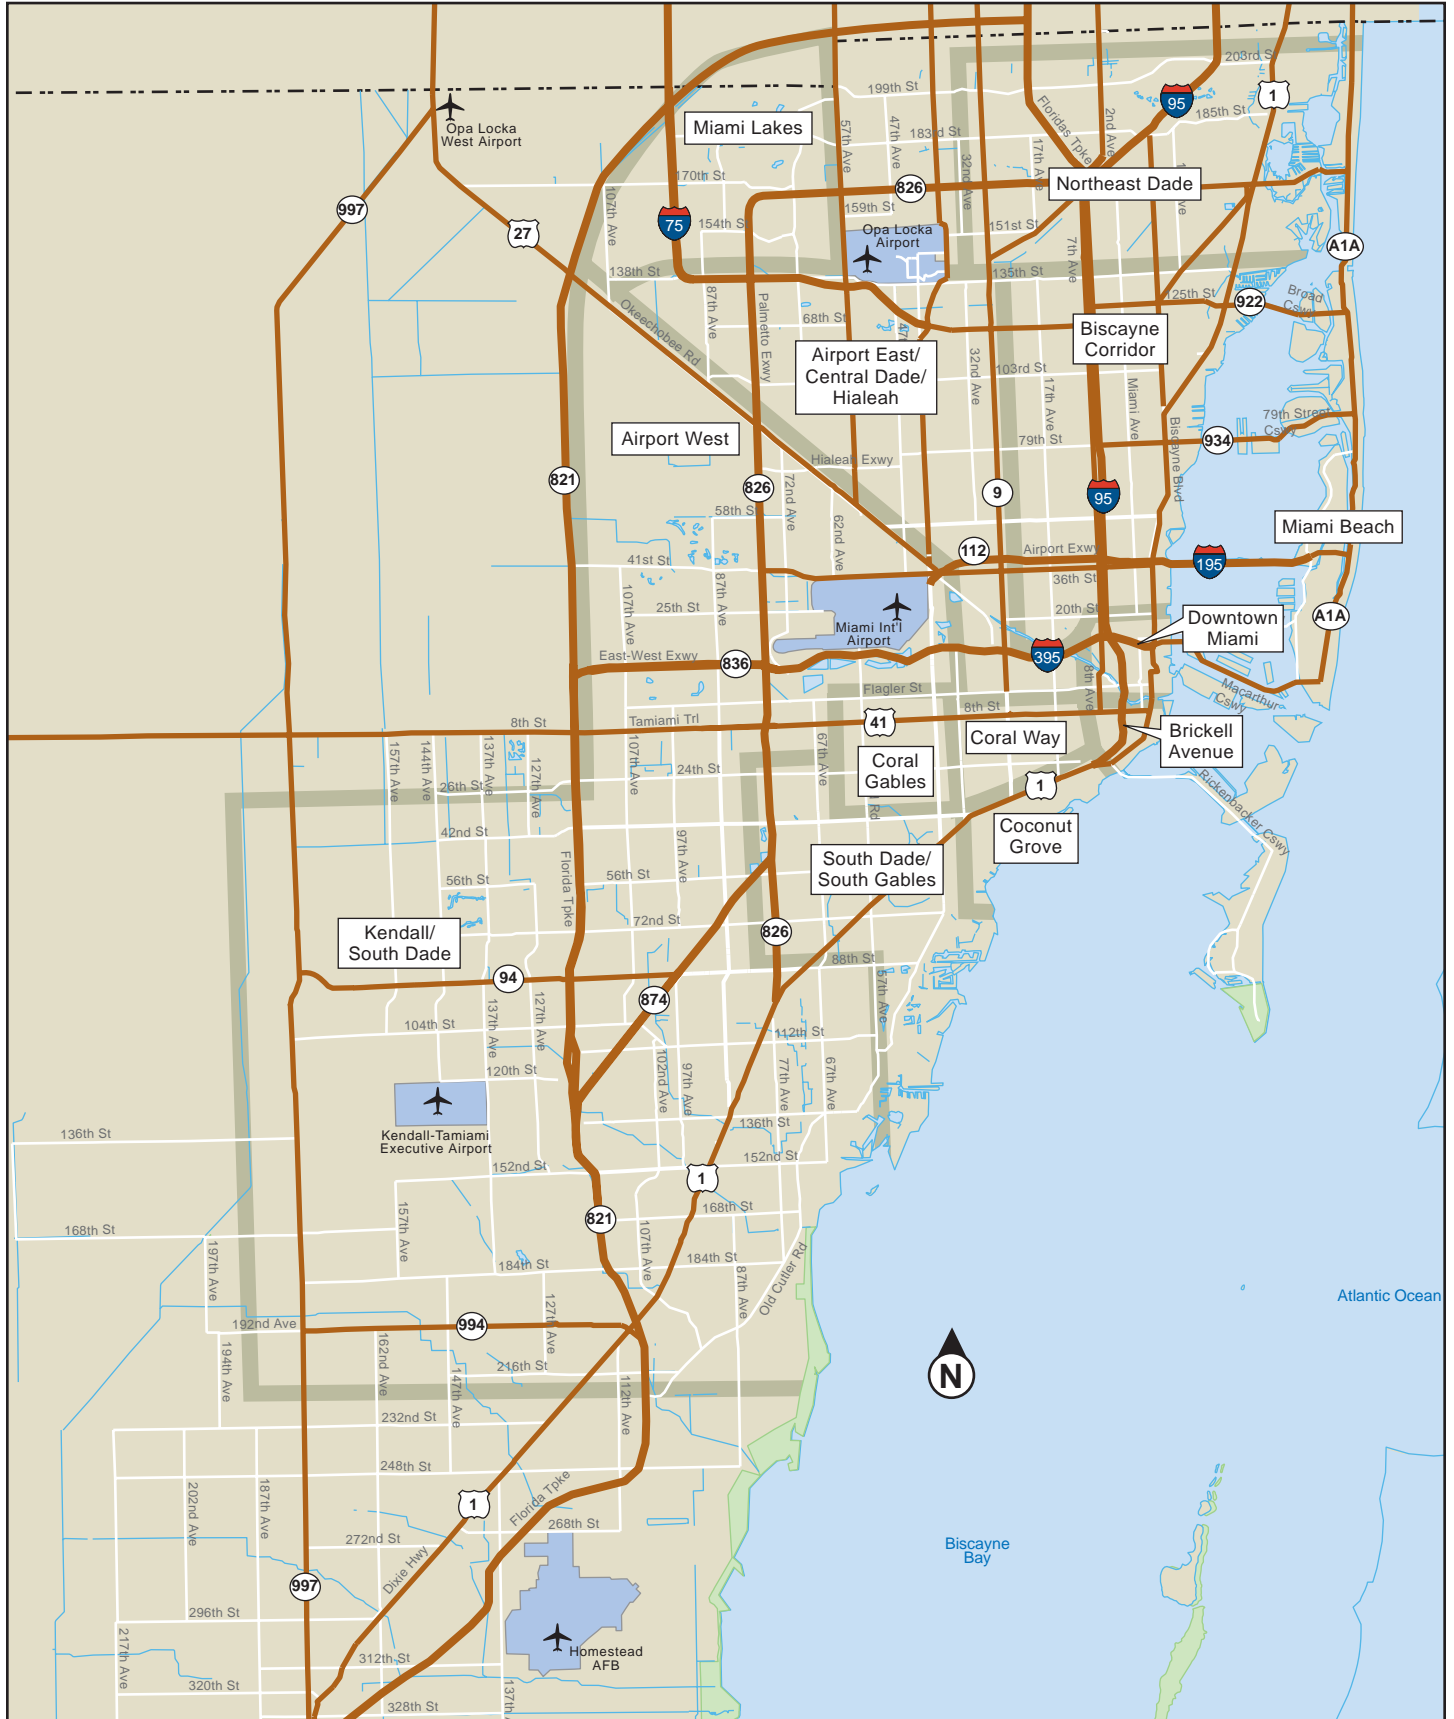 203rd S
199th St
95
1
185th St
Opa Locka
West Airport
Miami Lakes
57th Ave
47th Ave
183rd St
32nd Ave
17th Ave
Floridas Tpke
2nd Ave
170th St
826
Northeast Dade
997
27
107th Ave
75
154th S
159th St
Opa Locka
Airport
151st St
7th Ave
A1A
138th St
135th St
87th Ave
Palmetto Exwy
125th St
922
Broad
Cswy
Okeechobee Rd
68th St
Airport East/
Central Dade/
Hialeah
32nd Ave
Biscayne
Corridor
103rd St
17th Ave
Miami Ave
Biscayne Blvd
79th Street
Cswy
Airport West
79th St
934
Hialeah Exwy
821
826
72nd Ave
9
95
58th St
62nd Ave
Miami Beach
112
Airport Exwy
195
41st St
87th Ave
36th St
107th Ave
25th St
Miami Int'l
Airport
20th St
Downtown
Miami
A1A
East-West Exwy
836
395
8th Ave
Flagler St
Macarthur
Cswy
8th St
Tamiami Trl
41
8th St
Coral Way
Brickell
Avenue
157th Ave
144th Ave
137th Ave
127th Ave
107th Ave
67th Ave
Coral
Gables
24th St
26th St
Rd
1
Rickenbacker Cswy
42nd St
97th Ave
Coconut
Grove
Florida Tpke
South Dade/
South Gables
56th St
56th St
72nd St
Kendall/
South Dade
826
88th St
94
57th Ave
874
137th Ave
127th Ave
104th St
112th St
102nd Ave
97th Ave
77th Ave
67th Ave
120th St
Kendall-Tamiami
Executive Airport
136th St
136th St
152nd St
152nd St
1
157th Ave
821
168th St
168th St
107th Ave
197th Ave
184th St
184th St
87th Ave
Old Cutler Rd
Atlantic Ocean
127th Ave
192nd Ave
994
N
194th Ave
162nd Ave
147th Ave
216th St
112th Ave
232nd St
248th St
202nd Ave
187th Ave
1
Florida Tpke
268th St
272nd St
Biscayne
Bay
Dixie Hwy
997
296th St
217th Ave
Homestead
AFB
312th St
320th St
137th
328th St